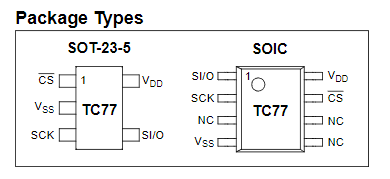 Package Types
SOT-23-5
CS 1 VDD
VSS TC77
SCK SI/O
SOIC
SI/O 1 VDD
SCK CS
TC77
NC NC
VSS NC